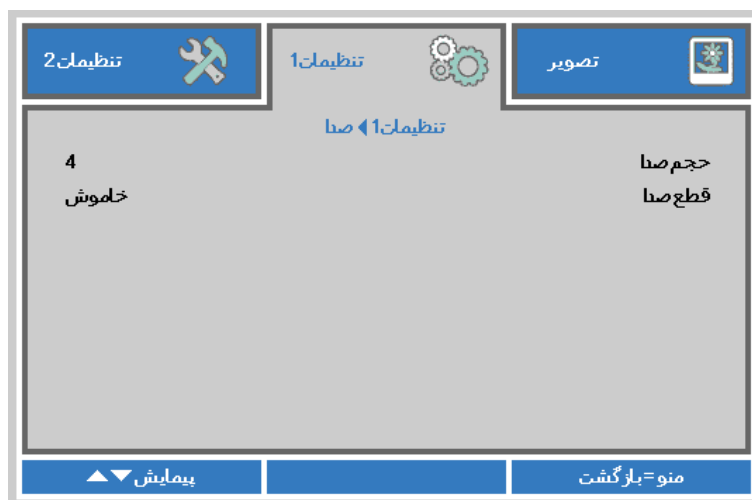 تصویر
تنظیمات1
تنظیمات2
تنظیمات1 ◀ صدا
حجم صدا 4
قطع صدا خاموش
منو=بازگشت
پیمایش ▼▲